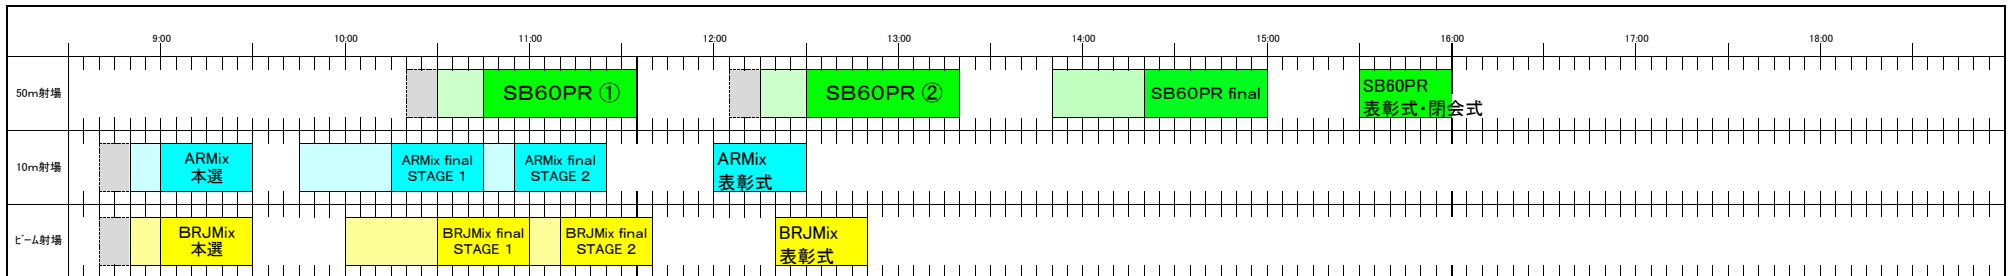 9:00 10:00 11:00 12:00 13:00 14:00 15:00 16:00 17:00 18:00
50m射場
SB60PR ①
SB60PR ②
SB60PR final
SB60PR
表彰式・閉会式
10m射場
ARMix
本選
ARMix final
STAGE 1
ARMix final
STAGE 2
ARMix
表彰式
ﾋﾞｰﾑ射場
BRJMix
本選
BRJMix final
STAGE 1
BRJMix final
STAGE 2
BRJMix
表彰式